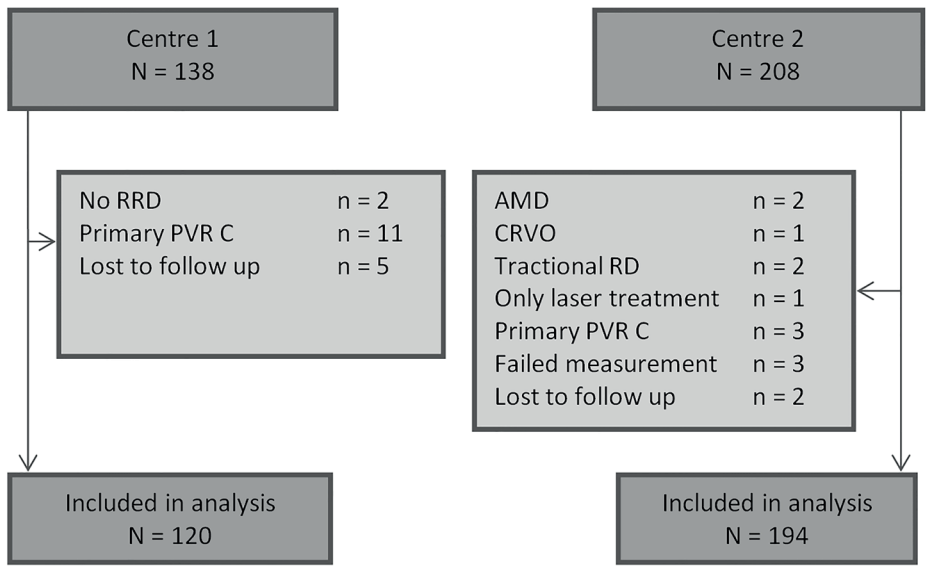 Centre 1
N = 138
Centre 2
N = 208
No RRD n = 2
Primary PVR C n = 11
Lost to follow up n = 5
AMD n = 2
CRVO n = 1
Tractional RD n = 2
Only laser treatment n = 1
Primary PVR C n = 3
Failed measurement n = 3
Lost to follow up n = 2
Included in analysis
N = 120
Included in analysis
N = 194